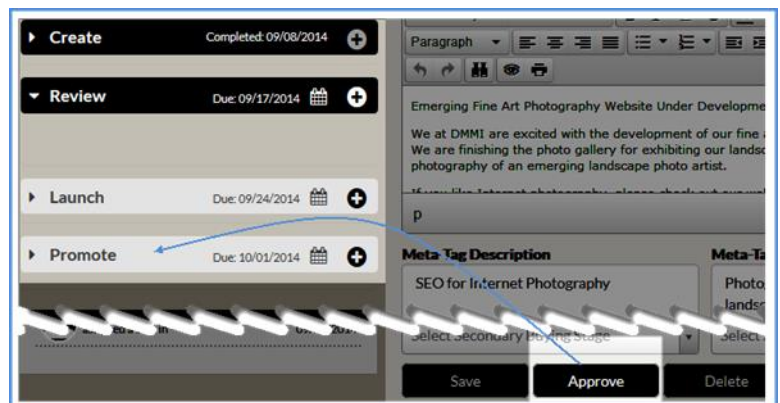 Create Completed: 09/08/2014
Review Due: 09/17/2014
Launch Due: 09/24/2014
Promote Due: 10/01/2014
Paragraph
Emerging Fine Art Photography Website Under Developme
We at DMMI are excited with the development of our fine
We are finishing the photo gallery for exhibiting our landsc
photography of an emerging landscape photo artist.
p
Meta-Tag Description Meta-Ta
SEO for Internet Photography Photo
landsc
Select Secondary Buying Stage Select
Save Approve Delete